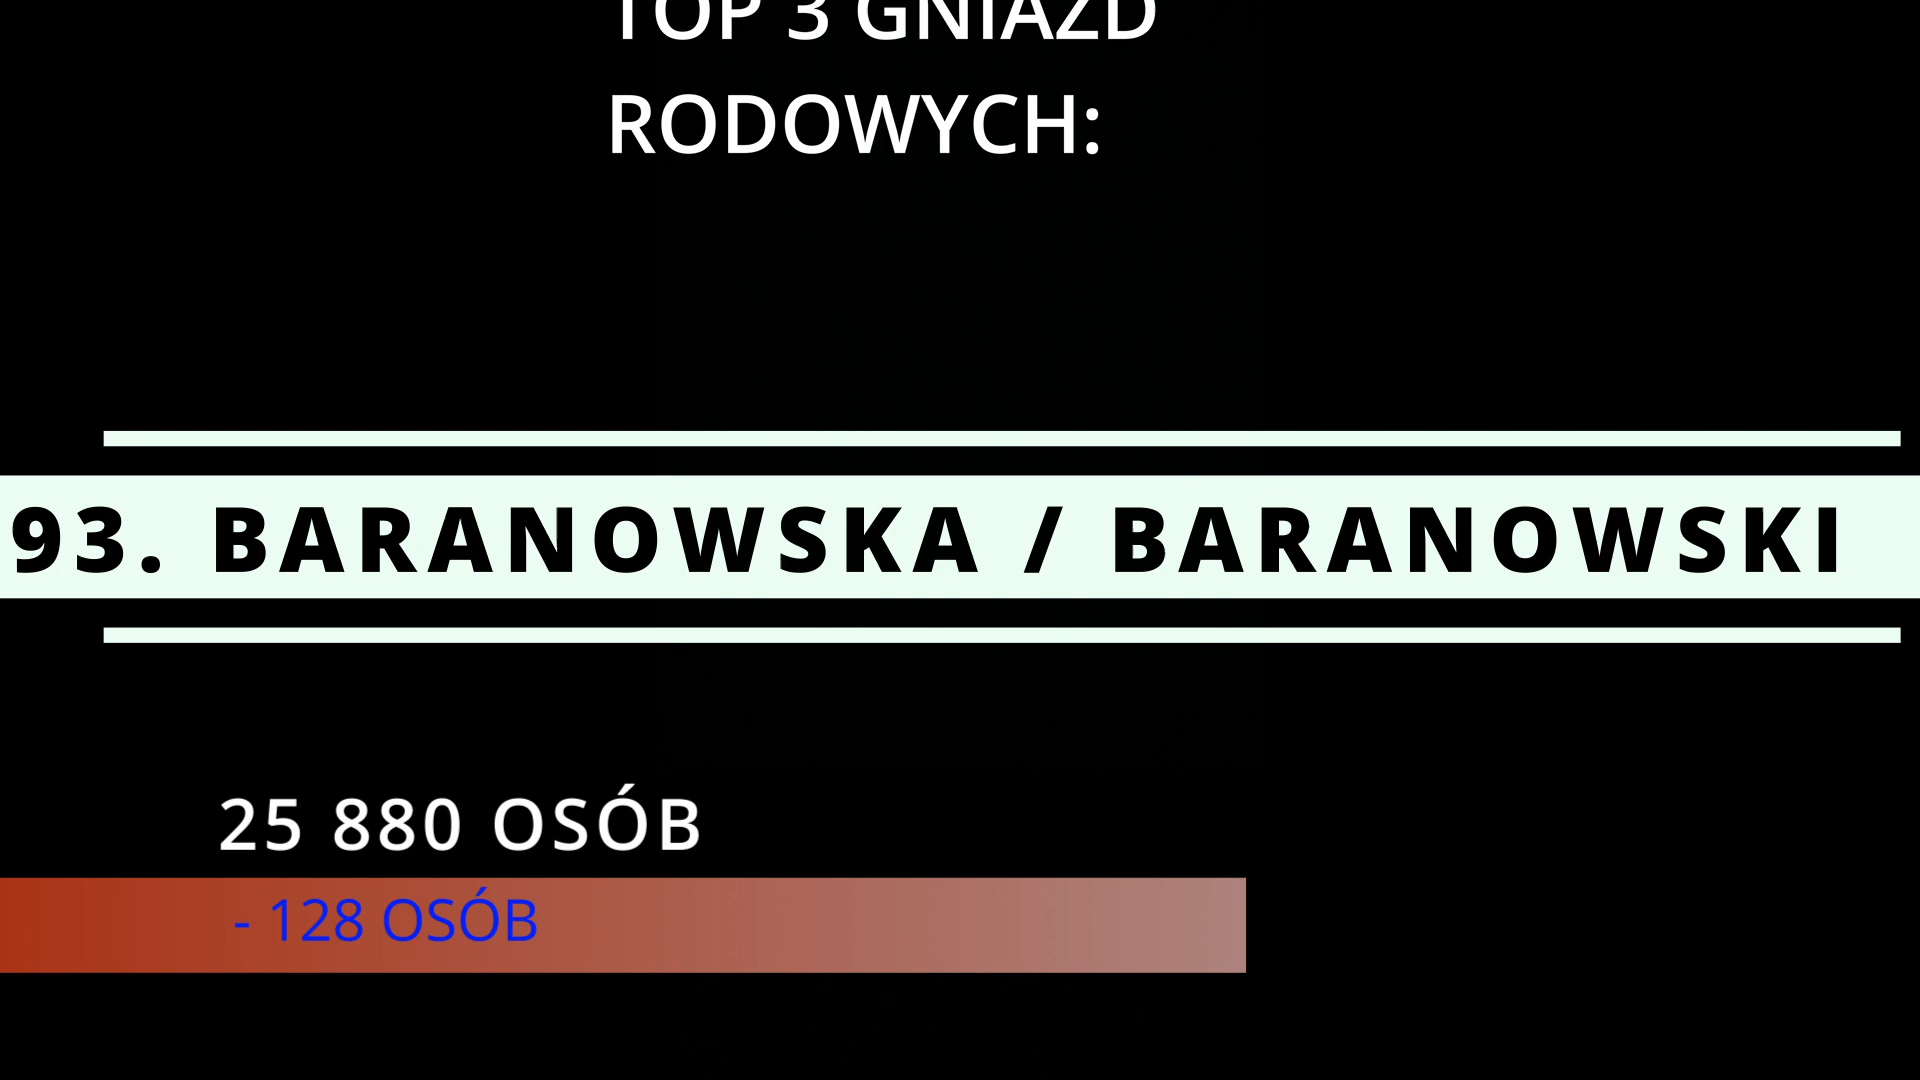 TOP 3 GNIAZD
RODOWYCH:
93. BARANOWSKA / BARANOWSKI
25 880 OSÓB
- 128 OSÓB